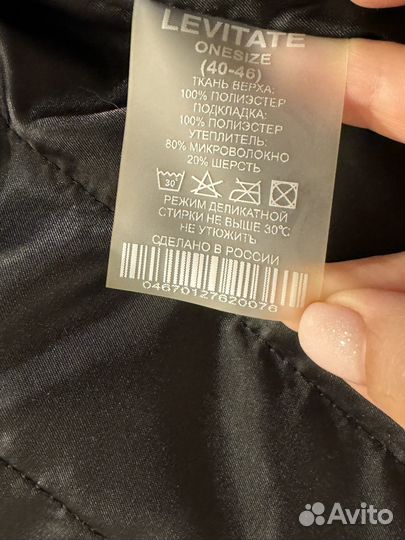 LEVITATE
ONESIZE
(40-46)
ТКАНЬ ВЕРХА:
100% ПОЛИЭСТЕР
ПОДКЛАДКА:
100% ПОЛИЭСТЕР
УТЕПЛИТЕЛЬ:
80% МИКРОВОЛОКНО
20% ШЕРСТЬ
30
РЕЖИМ ДЕЛИКАТНОЙ
СТИРКИ НЕ ВЫШЕ 30℃
НЕ УТЮЖИТЬ
СДЕЛАНО В РОССИИ
04670127620076
Avito